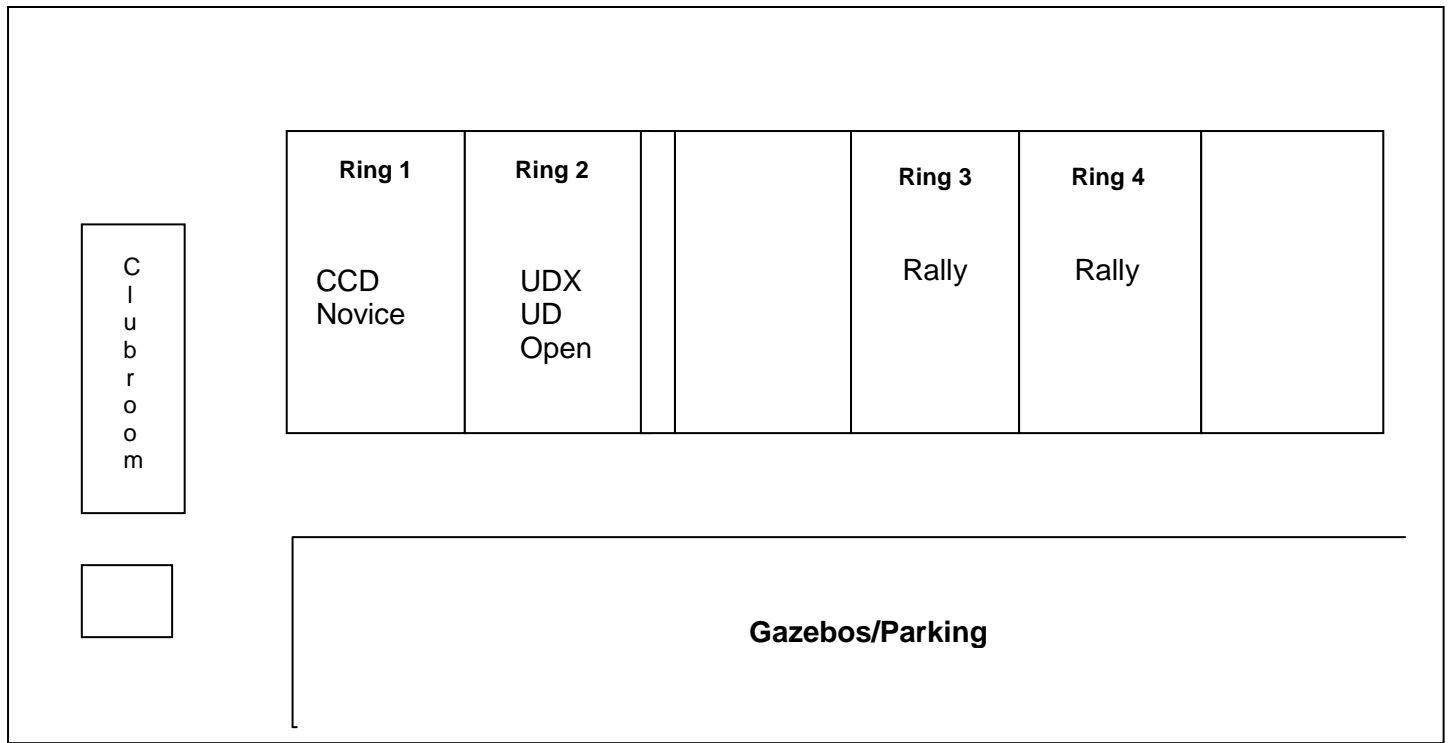 Ring 1
Ring 2
Ring 3
Ring 4
CCD
Novice
UDX
UD
Open
Rally
Rally
Clubroom
Gazebos/Parking